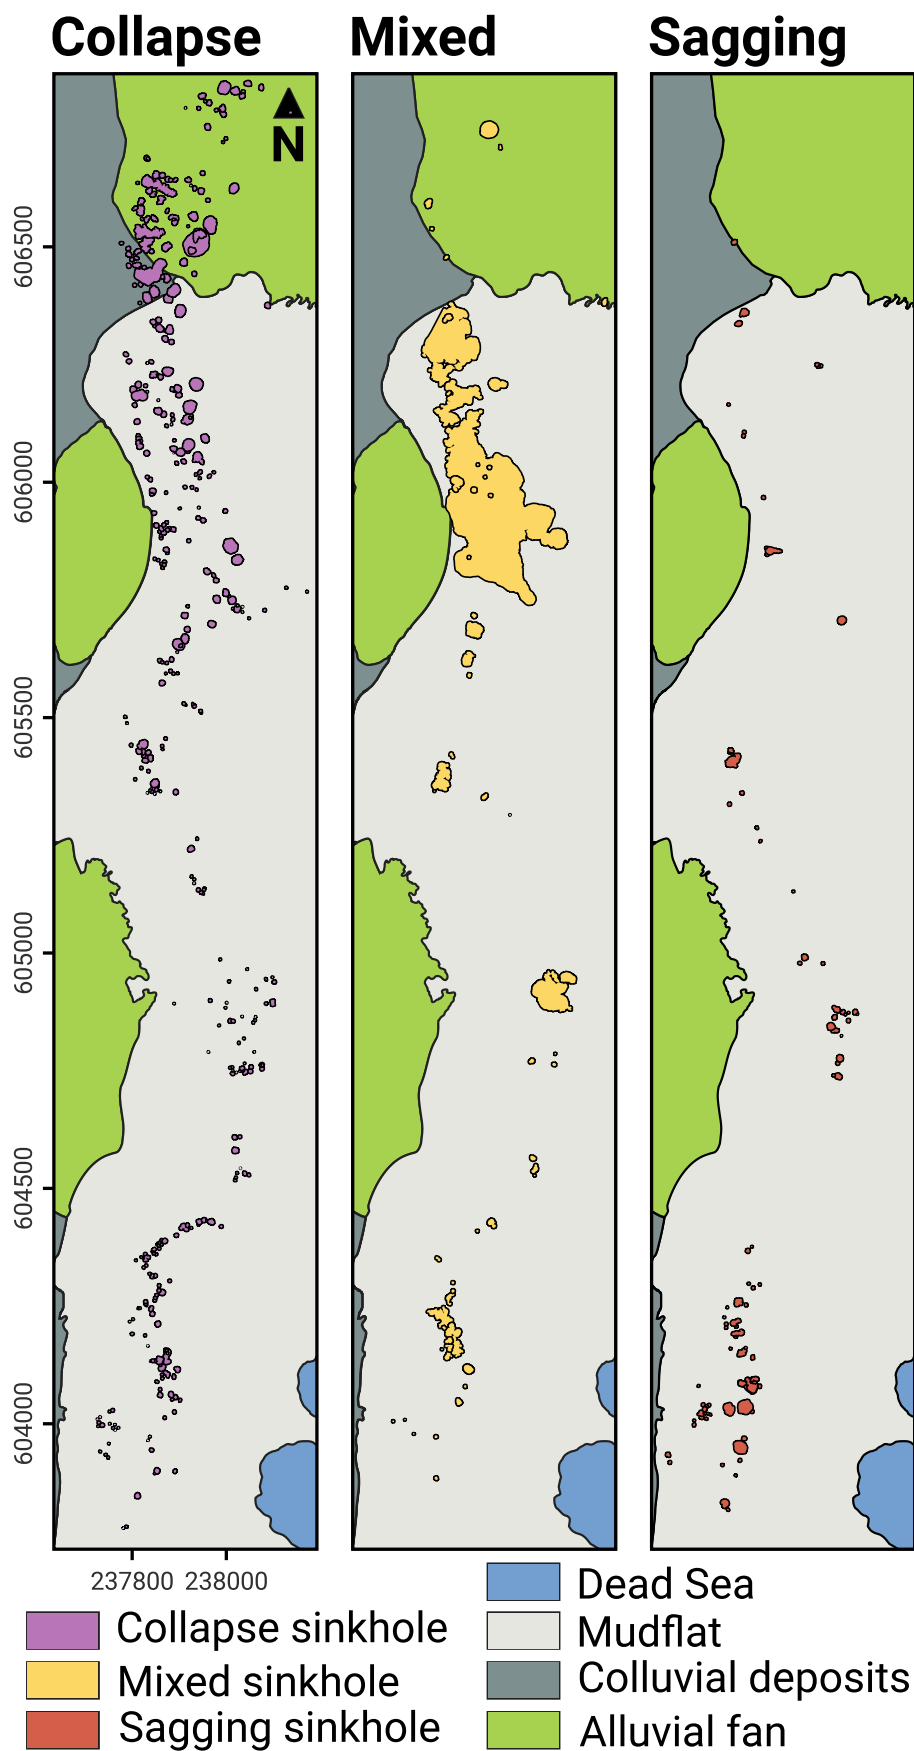 Collapse Mixed Sagging
N
606500
606000
605500
605000
604500
604000
237800 238000
Dead Sea
Collapse sinkhole Mudflat
Mixed sinkhole Colluvial deposits
Sagging sinkhole Alluvial fan